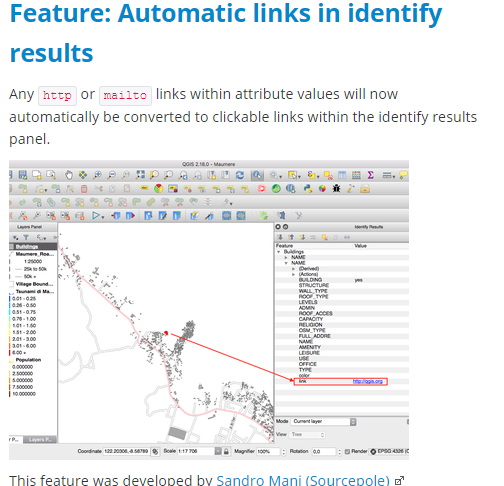 Feature: Automatic links in identify
results
Any http or mailto links within attribute values will now
automatically be converted to clickable links within the identify results
panel.
QGIS 2.16.0 - Maumere
Layers Panel
Buildings
Maumere_Roa...
1:25000
25k to 50k
50k +
Village Bound...
Tsunami di Ma...
0.01 - 0.25
0.26 - 0.50
0.51 - 0.75
0.76 - 1.00
1.01 - 1.50
1.51 - 2.00
2.01 - 3.00
3.01 - 6.00
6.00 +
Population
0.000000
2.500000
5.000000
7.500000
10.000000
Identify Results
Feature Value
Buildings
NAME
NAME
(Derived)
(Actions)
BUILDING yes
STRUCTURE
WALL_TYPE
ROOF_TYPE
LEVELS
ADMIN
ROOF_ACCES
CAPACITY
RELIGION
OSM_TYPE
FULL_ADDRE
NAME
AMENITY
LEISURE
USE
OFFICE
TYPE
color
link http://qgis.org
Mode Current layer
View Tree
Layers P...
Coordinate 122.20306,-8.58789 Scale 1:17 706 Magnifier 100% Rotation 0,0 Render EPSG:4326
This feature was developed by Sandro Mani (Sourcepole)